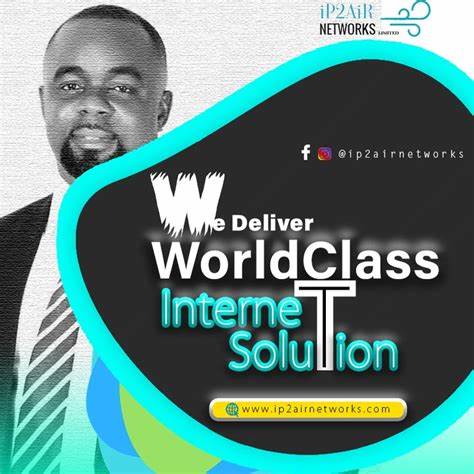 iP2AiR
NETWORKS LIMITED
@ip2airnetworks
We Deliver
WorldClass
InterneT
SoluTion
www.ip2airnetworks.com